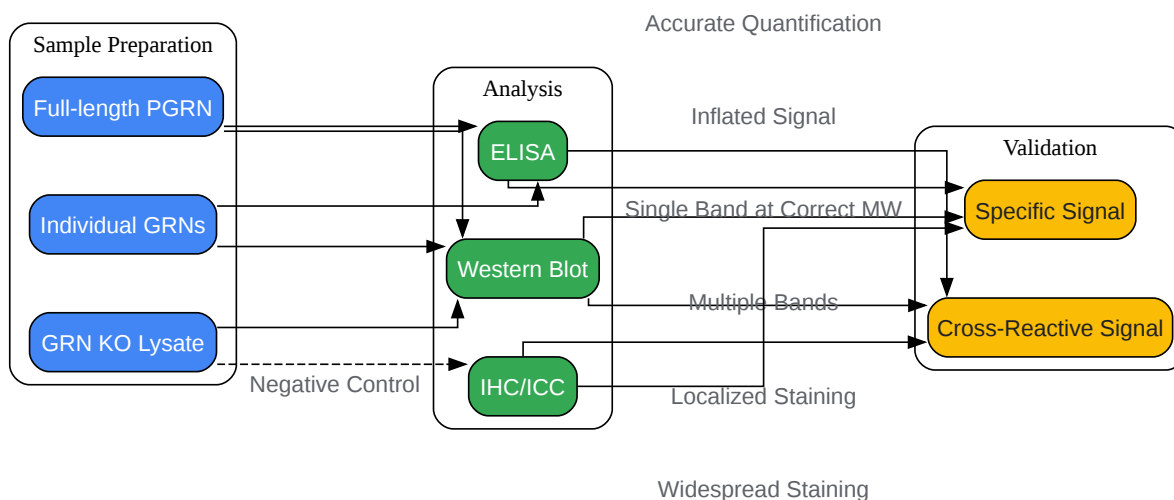 Accurate Quantification
Sample Preparation
Analysis
Full-length PGRN
Inflated Signal
ELISA
Validation
Individual GRNs
Single Band at Correct MW
Specific Signal
Western Blot
Multiple Bands
GRN KO Lysate
Cross-Reactive Signal
Negative Control
IHC/ICC
Localized Staining
Widespread Staining